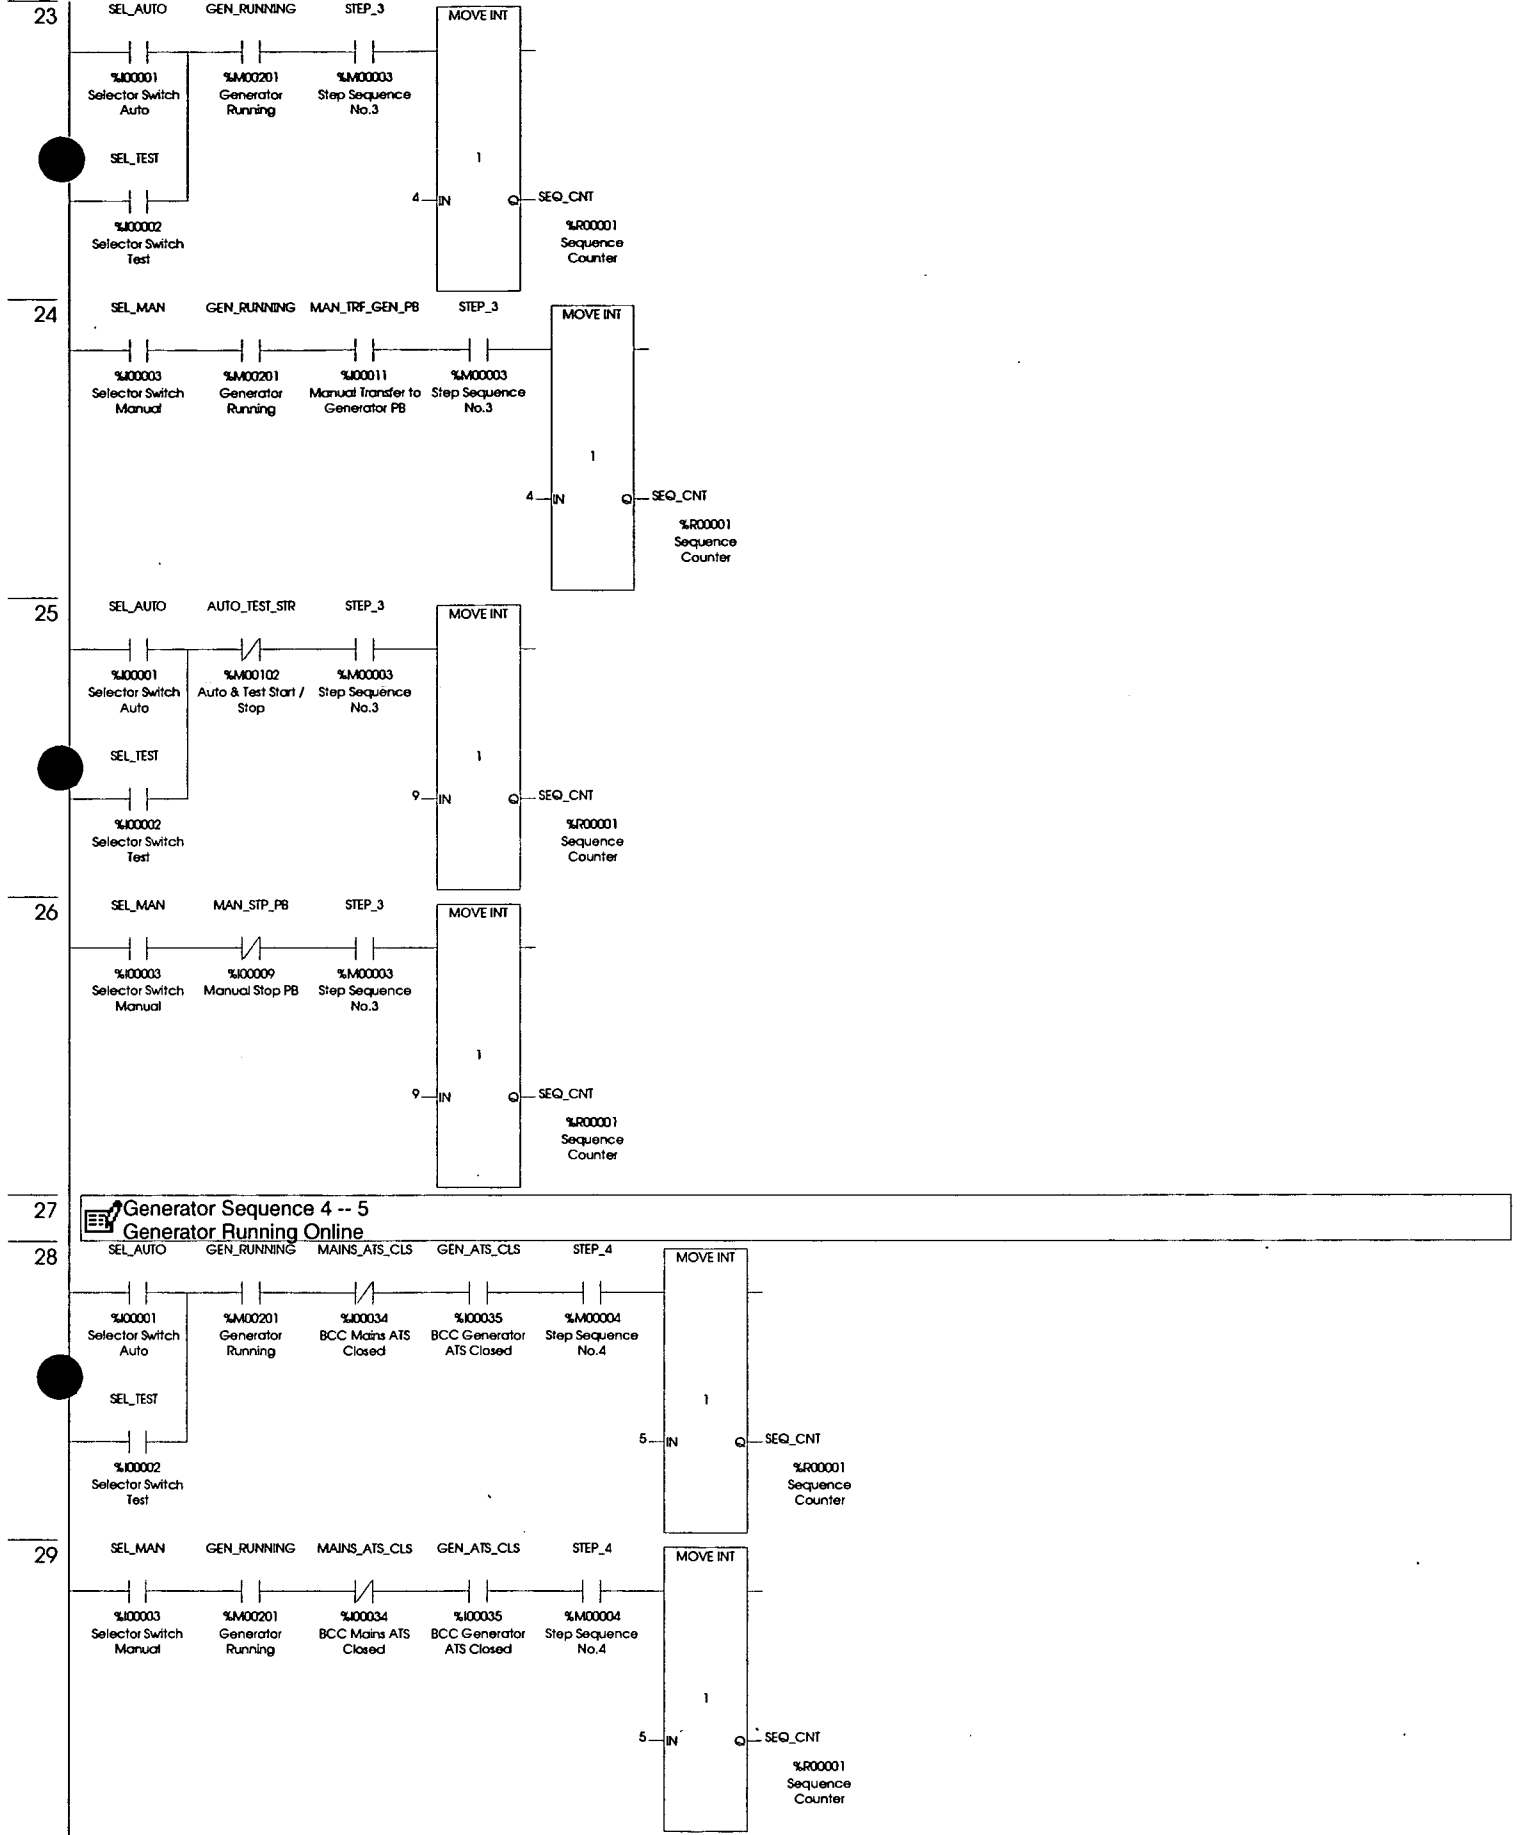 23
SEL_AUTO GEN_RUNNING STEP_3 MOVE INT
%I00001 %M00201 %M00003
Selector Switch Generator Step Sequence
Auto Running No.3
SEL_TEST 1
4 IN Q SEQ_CNT
%I00002 %R00001
Selector Switch Sequence
Test Counter
24
SEL_MAN GEN_RUNNING MAN_TRF_GEN_PB STEP_3 MOVE INT
%I00003 %M00201 %I00011 %M00003
Selector Switch Generator Manual Transfer to Step Sequence
Manual Running Generator PB No.3
1
4 IN Q SEQ_CNT
%R00001
Sequence
Counter
25
SEL_AUTO AUTO_TEST_STR STEP_3 MOVE INT
%I00001 %M00102 %M00003
Selector Switch Auto & Test Start / Step Sequence
Auto Stop No.3
SEL_TEST 1
9 IN Q SEQ_CNT
%I00002 %R00001
Selector Switch Sequence
Test Counter
26
SEL_MAN MAN_STP_PB STEP_3 MOVE INT
%I00003 %I00009 %M00003
Selector Switch Manual Stop PB Step Sequence
Manual No.3
1
9 IN Q SEQ_CNT
%R00001
Sequence
Counter
27
Generator Sequence 4 -- 5
Generator Running Online
28
SEL_AUTO GEN_RUNNING MAINS_ATS_CLS GEN_ATS_CLS STEP_4 MOVE INT
%I00001 %M00201 %I00034 %I00035 %M00004
Selector Switch Generator BCC Mains ATS BCC Generator Step Sequence
Auto Running Closed ATS Closed No.4
SEL_TEST 1
5 IN Q SEQ_CNT
%I00002 %R00001
Selector Switch Sequence
Test Counter
29
SEL_MAN GEN_RUNNING MAINS_ATS_CLS GEN_ATS_CLS STEP_4 MOVE INT
%I00003 %M00201 %I00034 %I00035 %M00004
Selector Switch Generator BCC Mains ATS BCC Generator Step Sequence
Manual Running Closed ATS Closed No.4
1
5 IN Q SEQ_CNT
%R00001
Sequence
Counter